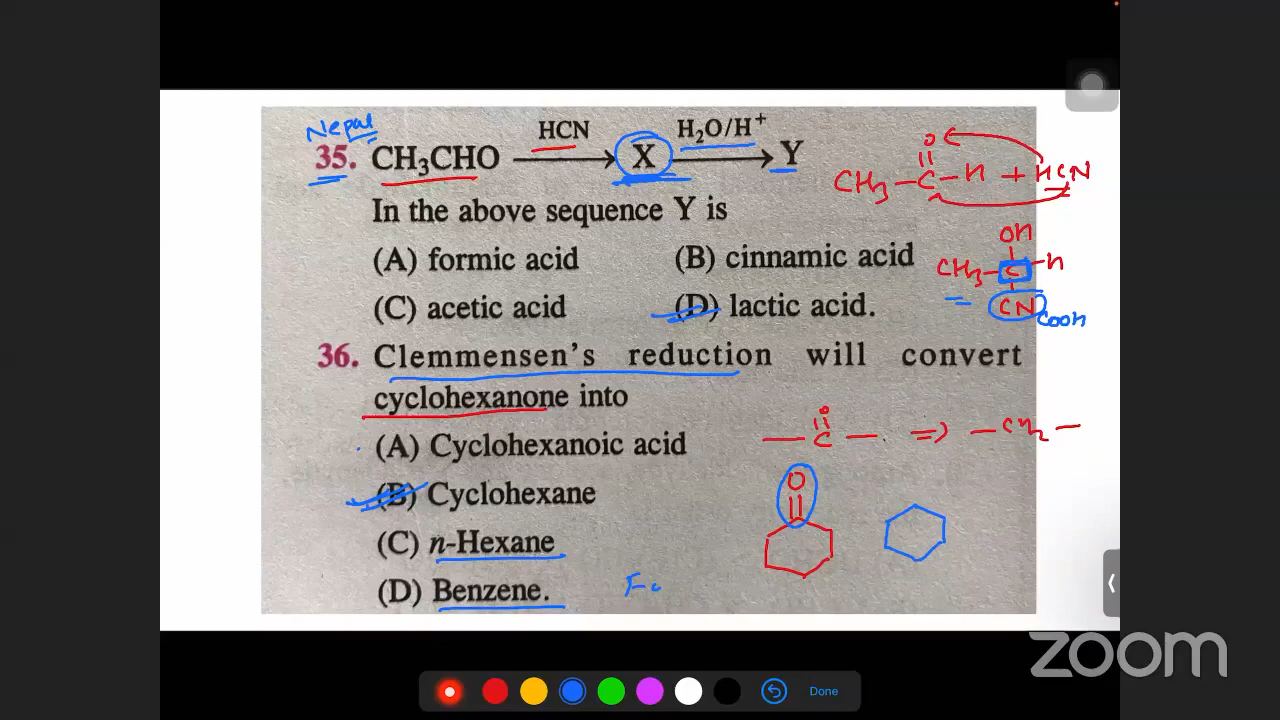 Nepal
35. CH₃CHO —HCN→ X —H₂O/H⁺→ Y
In the above sequence Y is
(A) formic acid (B) cinnamic acid
(C) acetic acid (D) lactic acid.
36. Clemmensen's reduction will convert
cyclohexanone into
(A) Cyclohexanoic acid
(B) Cyclohexane
(C) n-Hexane
(D) Benzene.
O
CH₃—C—H + HCN
OH
CH₃—C—H
CN
COOH
O
—C— ⇒ —CH₂—
O
zoom
Done